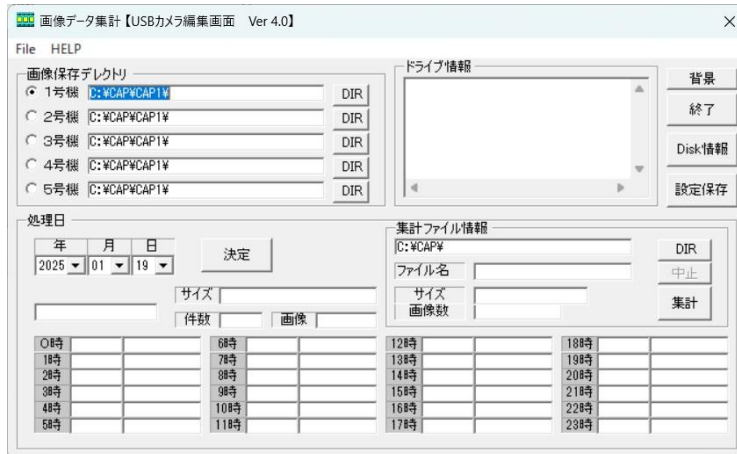 画像データ集計【USBカメラ編集画面 Ver 4.0】
File HELP
画像保存デレクトリ
1号機 C:¥CAP¥CAP1¥ DIR
2号機 C:¥CAP¥CAP1¥ DIR
3号機 C:¥CAP¥CAP1¥ DIR
4号機 C:¥CAP¥CAP1¥ DIR
5号機 C:¥CAP¥CAP1¥ DIR
ドライブ情報
背景
終了
Disk情報
設定保存
処理日
年 月 日
2025 01 19
決定
サイズ
件数 画像
集計ファイル情報
C:¥CAP¥ DIR
ファイル名 中止
サイズ
画像数
集計
0時 6時 12時 18時
1時 7時 13時 19時
2時 8時 14時 20時
3時 9時 15時 21時
4時 10時 16時 22時
5時 11時 17時 23時